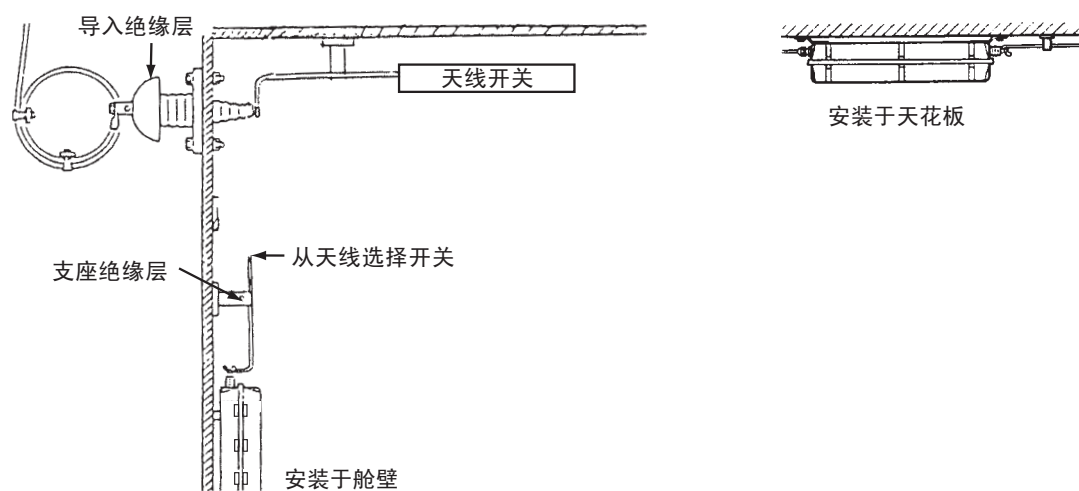 导入绝缘层
天线开关
安装于天花板
从天线选择开关
支座绝缘层
安装于舱壁